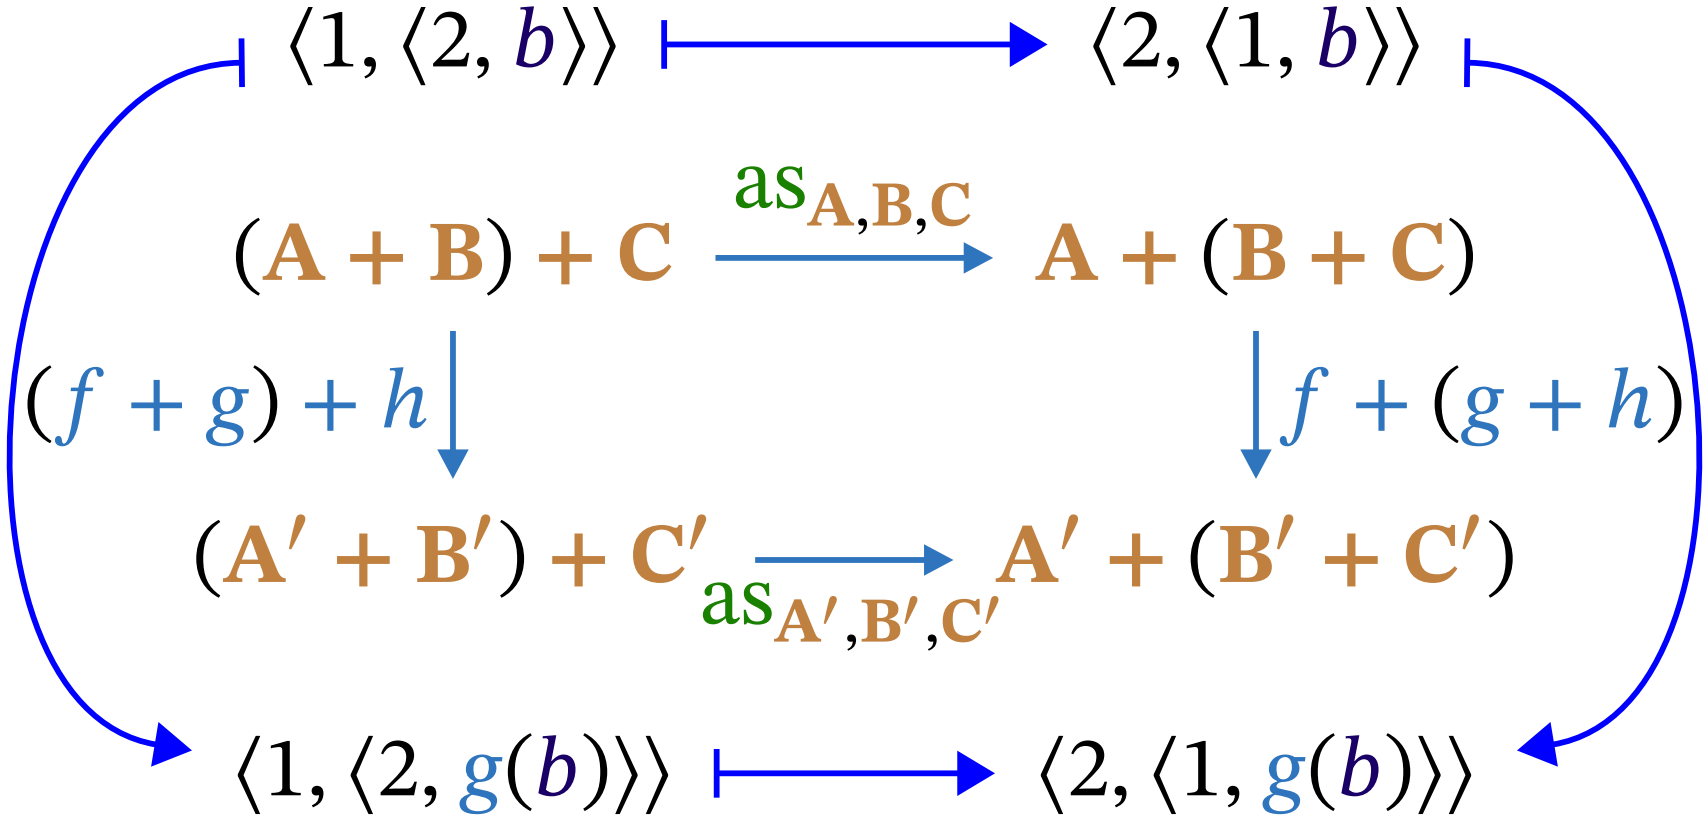 ⟨1, ⟨2, b⟩⟩ ⟨2, ⟨1, b⟩⟩
as_{A,B,C}
(A + B) + C A + (B + C)
(f + g) + h f + (g + h)
(A′ + B′) + C′ A′ + (B′ + C′)
as_{A′,B′,C′}
⟨1, ⟨2, g(b)⟩⟩ ⟨2, ⟨1, g(b)⟩⟩